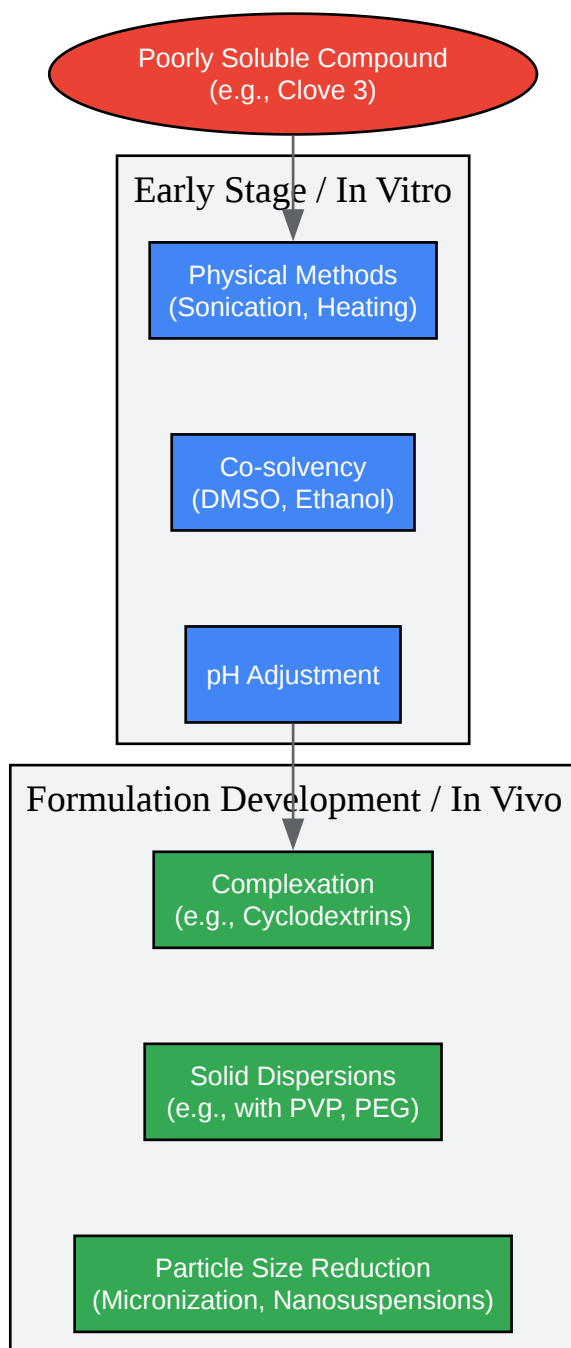 Poorly Soluble Compound
(e.g., Clove 3)
Early Stage / In Vitro
Physical Methods
(Sonication, Heating)
Co-solvency
(DMSO, Ethanol)
pH Adjustment
Formulation Development / In Vivo
Complexation
(e.g., Cyclodextrins)
Solid Dispersions
(e.g., with PVP, PEG)
Particle Size Reduction
(Micronization, Nanosuspensions)